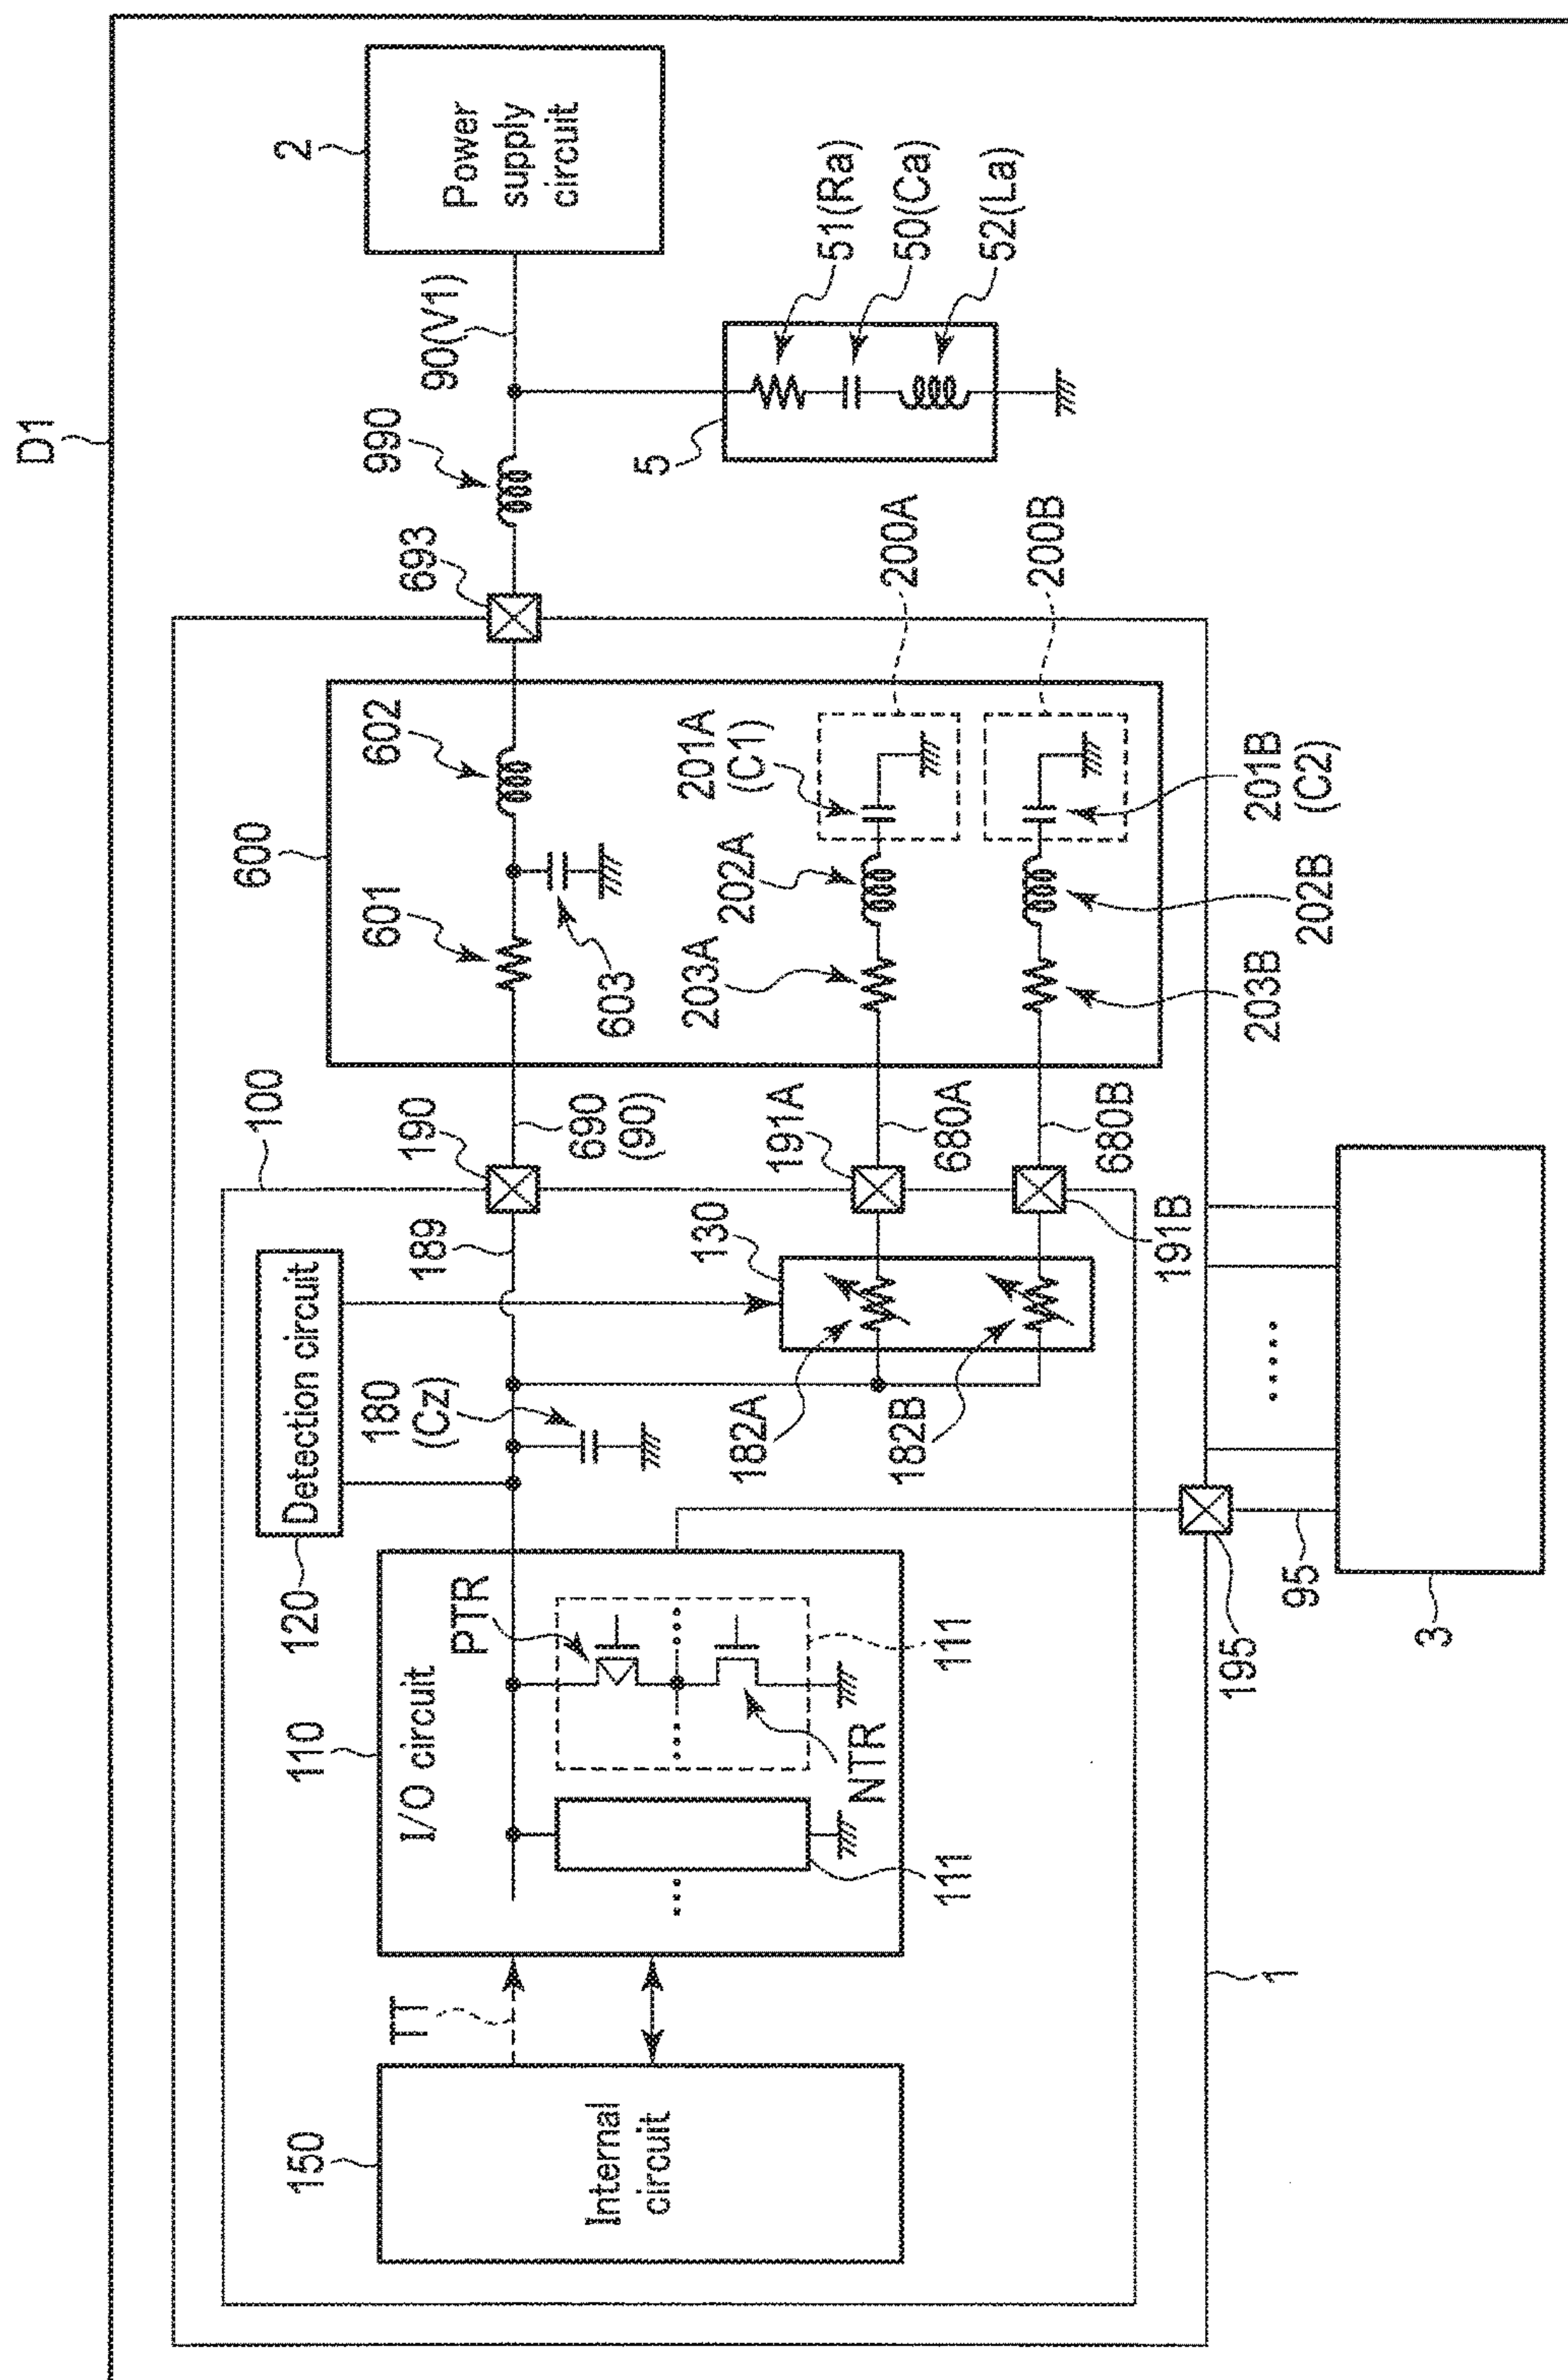 D1
2
Power
supply
circuit
90(V1)
990
693
5
51(Ra)
50(Ca)
52(La)
600
602
601
603
201A
(C1)
202A
203A
200A
200B
201B
(C2)
202B
203B
100
190
690
(90)
189
191A
680A
680B
191B
130
182A
182B
Detection circuit
120
180
(Cz)
110
I/O circuit
PTR
NTR
111
111
TT
150
Internal
circuit
195
95
3
1